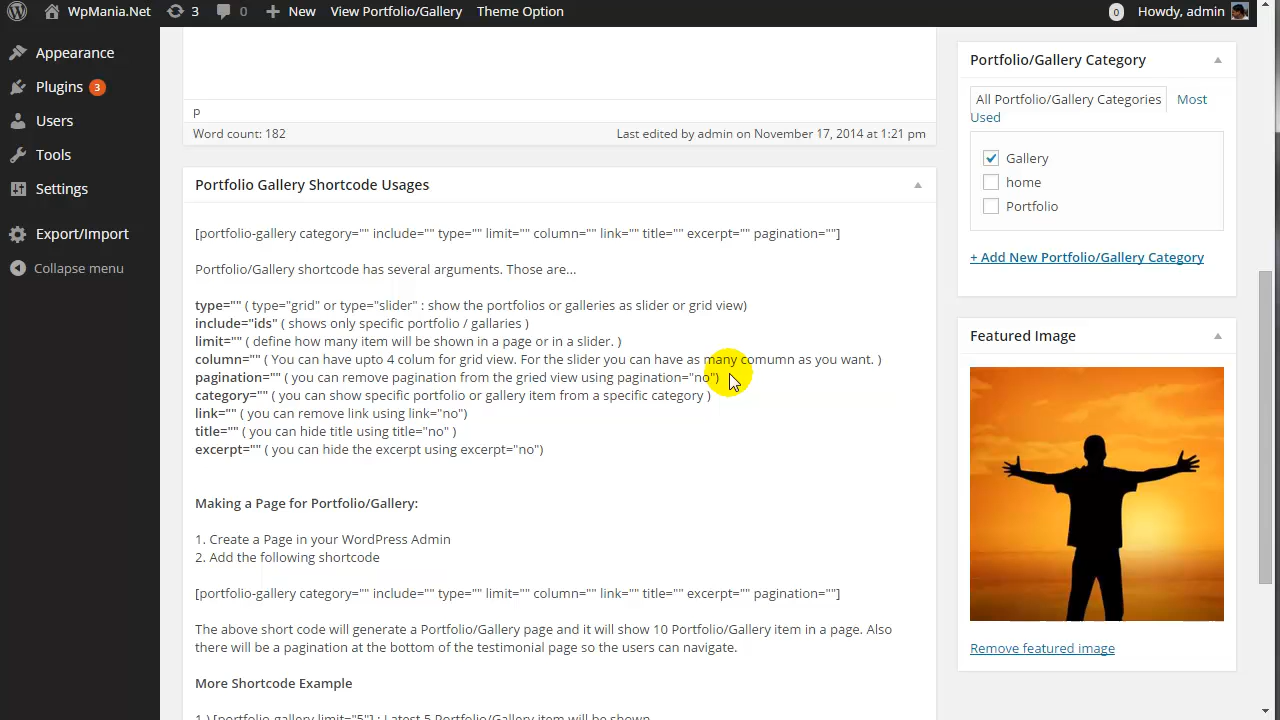 WpMania.Net 3 0 New View Portfolio/Gallery Theme Option 0 Howdy, admin
Appearance
Plugins 3
Users
Tools
Settings
Export/Import
Collapse menu
p
Word count: 182 Last edited by admin on November 17, 2014 at 1:21 pm
Portfolio Gallery Shortcode Usages
[portfolio-gallery category="" include="" type="" limit="" column="" link="" title="" excerpt="" pagination=""]
Portfolio/Gallery shortcode has several arguments. Those are...
type="" ( type="grid" or type="slider" : show the portfolios or galleries as slider or grid view)
include="ids" ( shows only specific portfolio / gallaries )
limit="" ( define how many item will be shown in a page or in a slider. )
column="" ( You can have upto 4 colum for grid view. For the slider you can have as many comumn as you want. )
pagination="" ( you can remove pagination from the gried view using pagination="no")
category="" ( you can show specific portfolio or gallery item from a specific category )
link="" ( you can remove link using link="no")
title="" ( you can hide title using title="no" )
excerpt="" ( you can hide the excerpt using excerpt="no")
Making a Page for Portfolio/Gallery:
1. Create a Page in your WordPress Admin
2. Add the following shortcode
[portfolio-gallery category="" include="" type="" limit="" column="" link="" title="" excerpt="" pagination=""]
The above short code will generate a Portfolio/Gallery page and it will show 10 Portfolio/Gallery item in a page. Also
there will be a pagination at the bottom of the testimonial page so the users can navigate.
More Shortcode Example
1.) [portfolio-gallery limit="5"] : Latest 5 Portfolio/Gallery item will be shown
Portfolio/Gallery Category
All Portfolio/Gallery Categories Most
Used
Gallery
home
Portfolio
+ Add New Portfolio/Gallery Category
Featured Image
Remove featured image